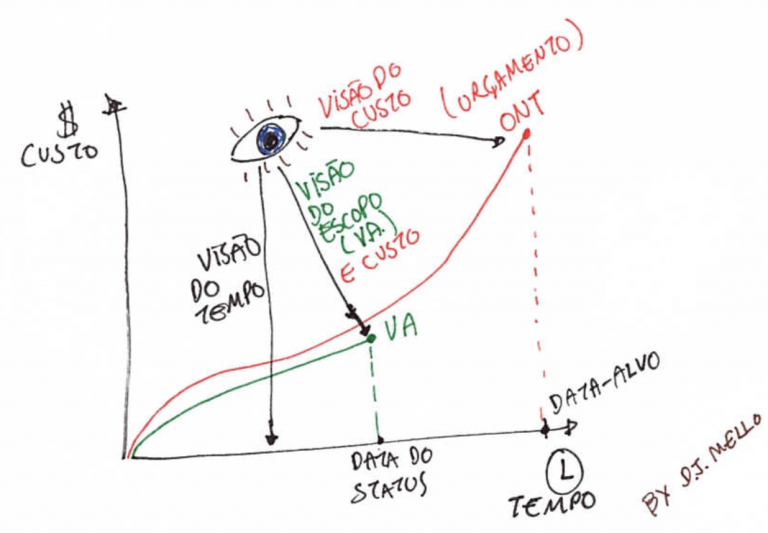 $
CUSTO
VISÃO DO
CUSTO
(ORÇAMENTO)
ONT
VISÃO
DO
ESCOPO
(V.A.)
E CUSTO
VISÃO
DO
TEMPO
VA
DATA-ALVO
DATA DO
STATUS
L
TEMPO
BY D.J. MELLO